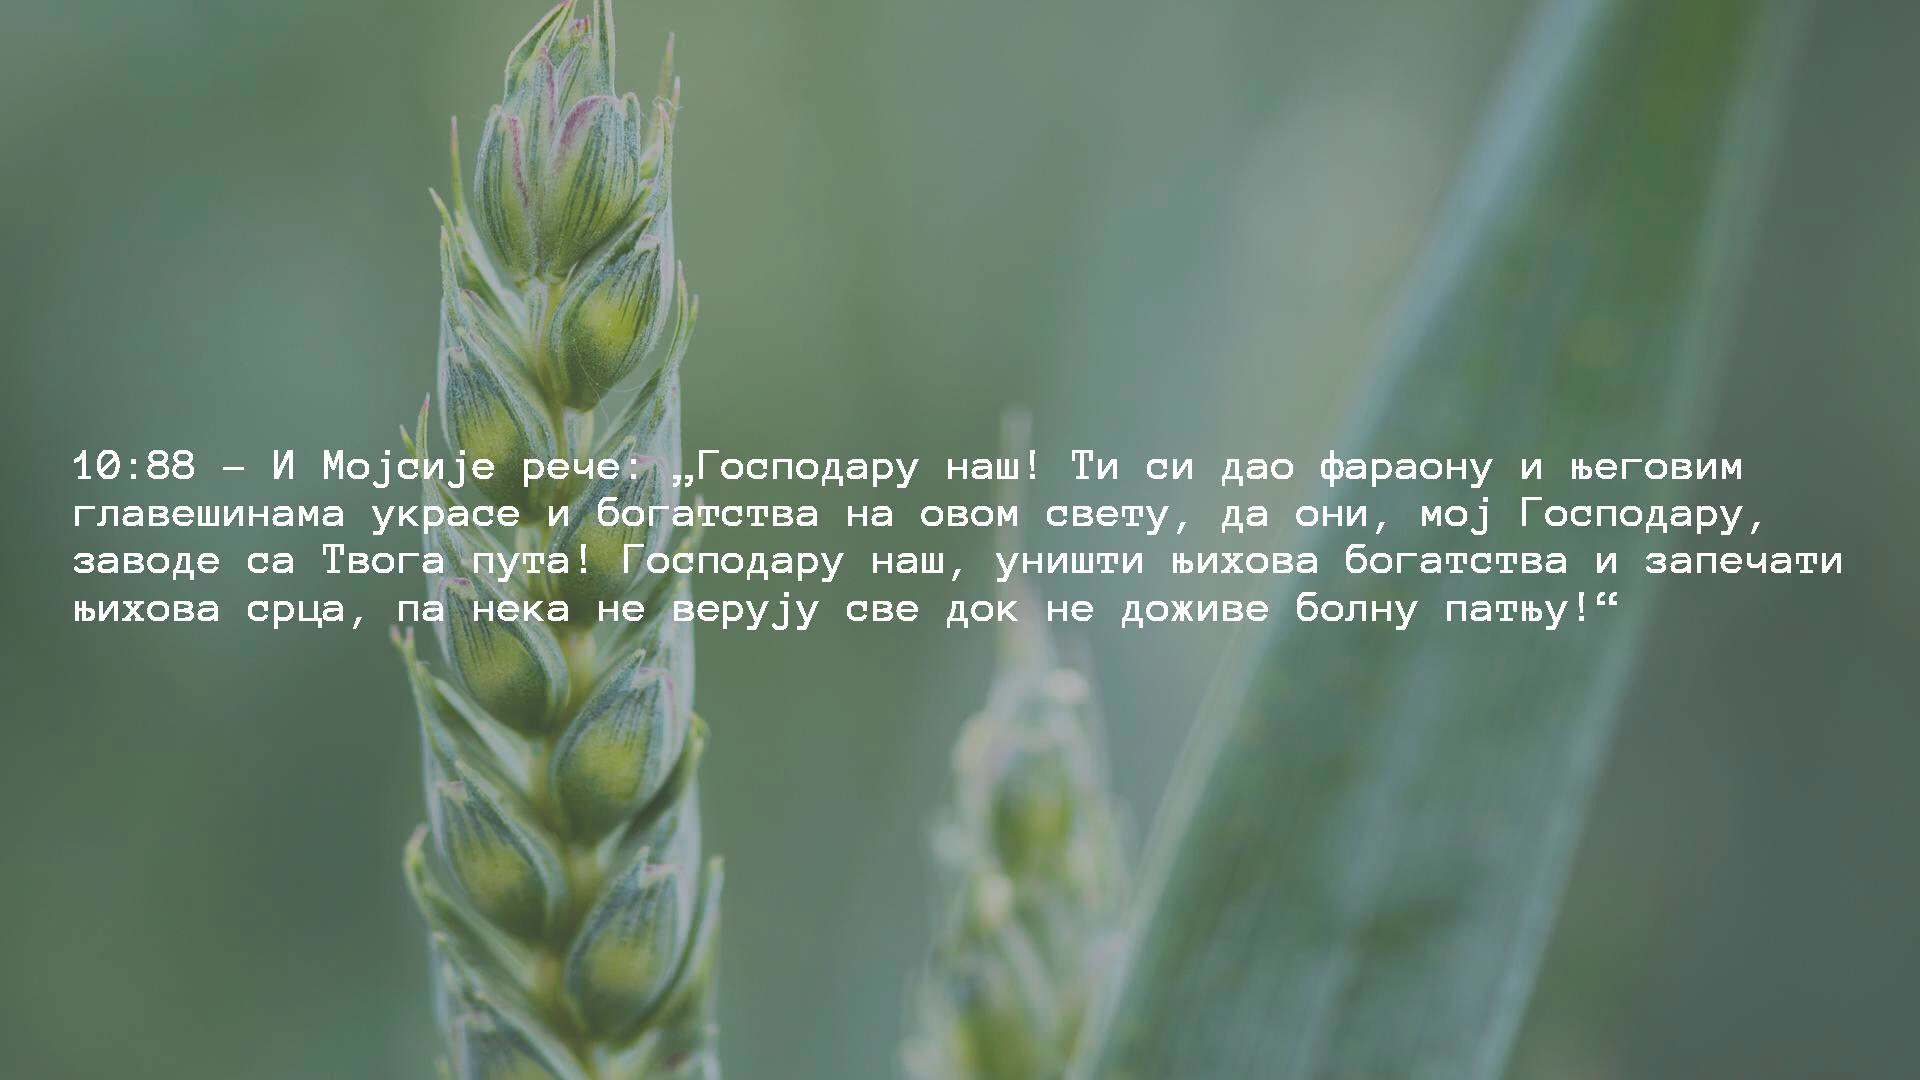 10:88 – И Мојсије рече: „Господару наш! Ти си дао фараону и његовим
главешинама украсе и богатства на овом свету, да они, мој Господару,
заводе са Твога пута! Господару наш, уништи њихова богатства и запечати
њихова срца, па нека не верују све док не доживе болну патњу!“